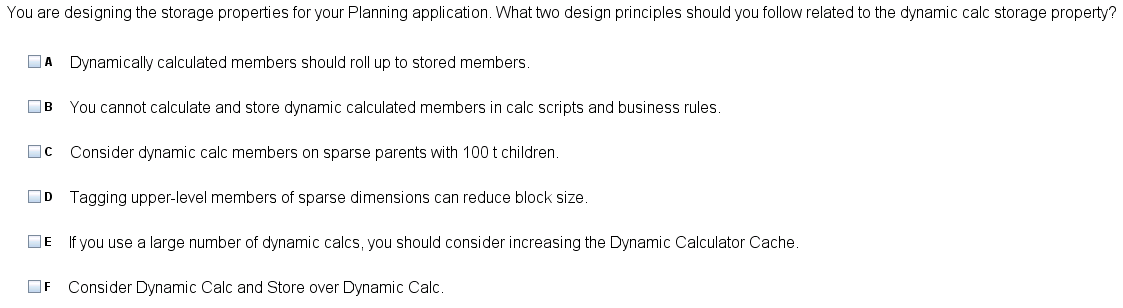 You are designing the storage properties for your Planning application. What two design principles should you follow related to the dynamic calc storage property?
A Dynamically calculated members should roll up to stored members.
B You cannot calculate and store dynamic calculated members in calc scripts and business rules.
C Consider dynamic calc members on sparse parents with 100 t children.
D Tagging upper-level members of sparse dimensions can reduce block size.
E If you use a large number of dynamic calcs, you should consider increasing the Dynamic Calculator Cache.
F Consider Dynamic Calc and Store over Dynamic Calc.